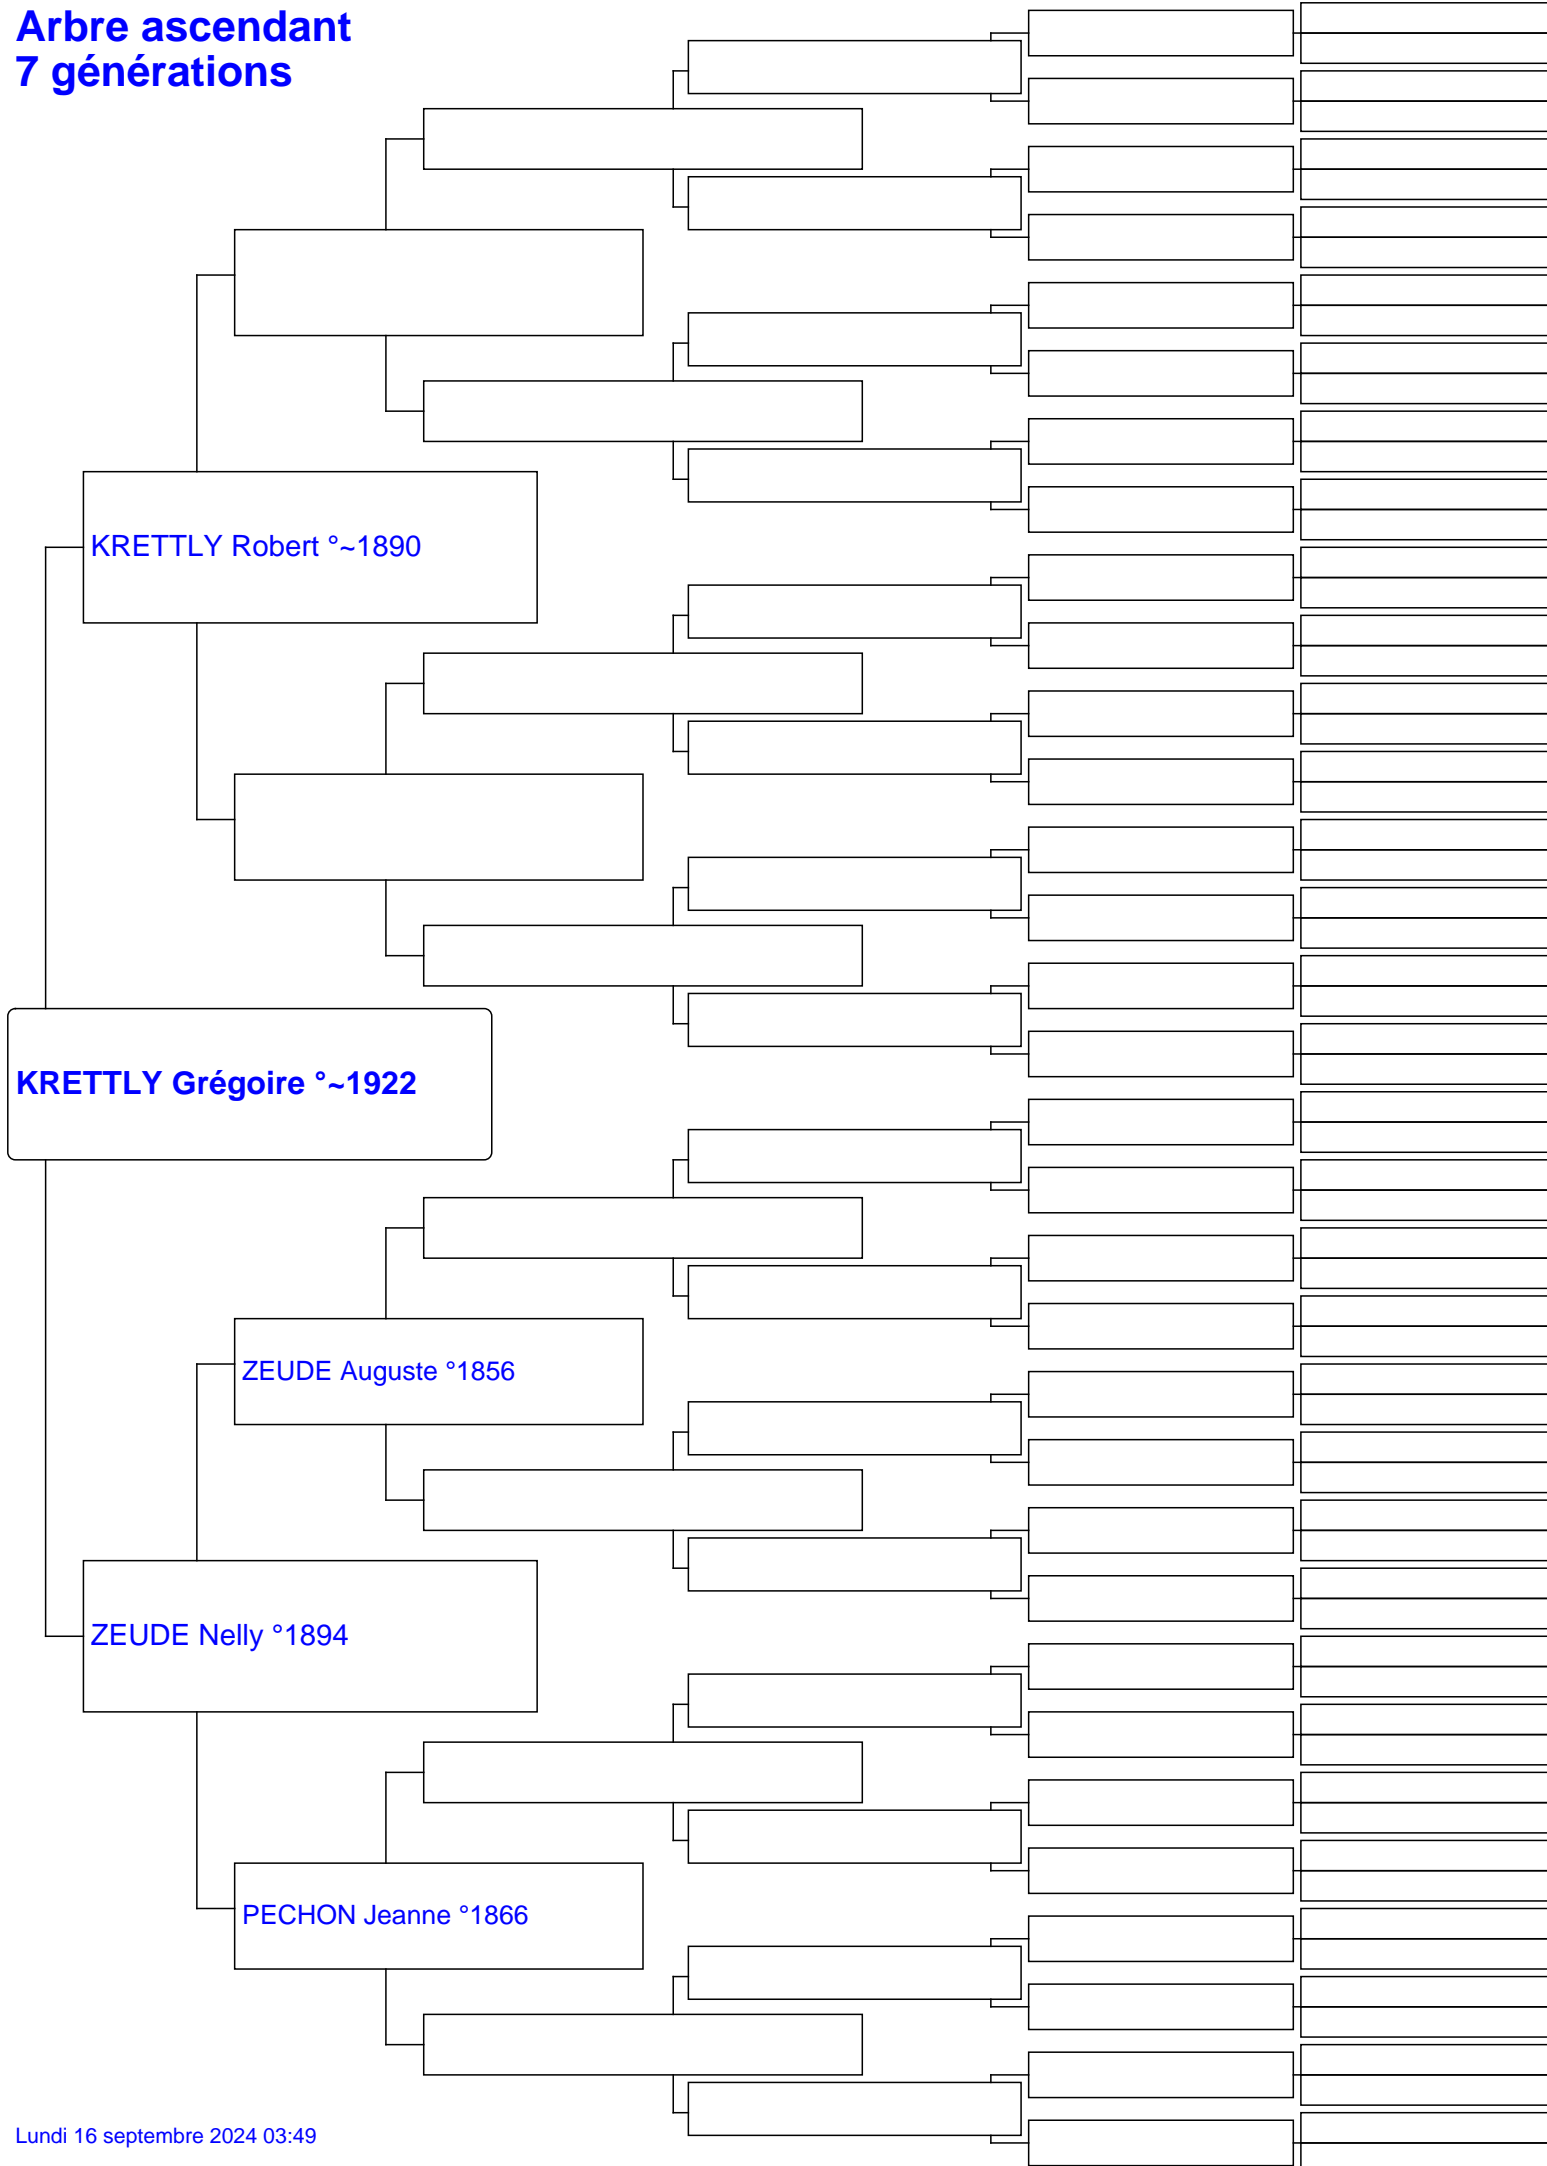 Arbre ascendant
7 générations
KRETTLY Robert °~1890
KRETTLY Grégoire °~1922
ZEUDE Auguste °1856
ZEUDE Nelly °1894
PECHON Jeanne °1866
Lundi 16 septembre 2024 03:49